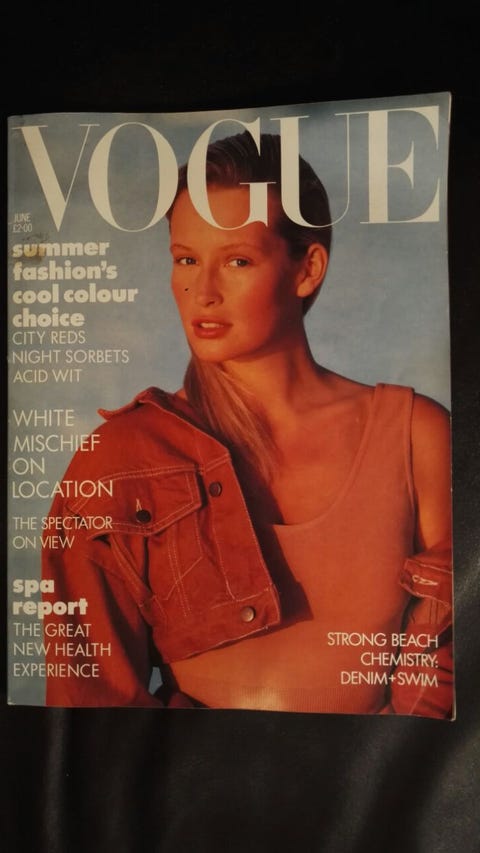 VOGUE
JUNE
£2·00
summer
fashion's
cool colour
choice
CITY REDS
NIGHT SORBETS
ACID WIT
WHITE
MISCHIEF
ON
LOCATION
THE SPECTATOR
ON VIEW
spa
report
THE GREAT
NEW HEALTH
EXPERIENCE
STRONG BEACH
CHEMISTRY:
DENIM+SWIM